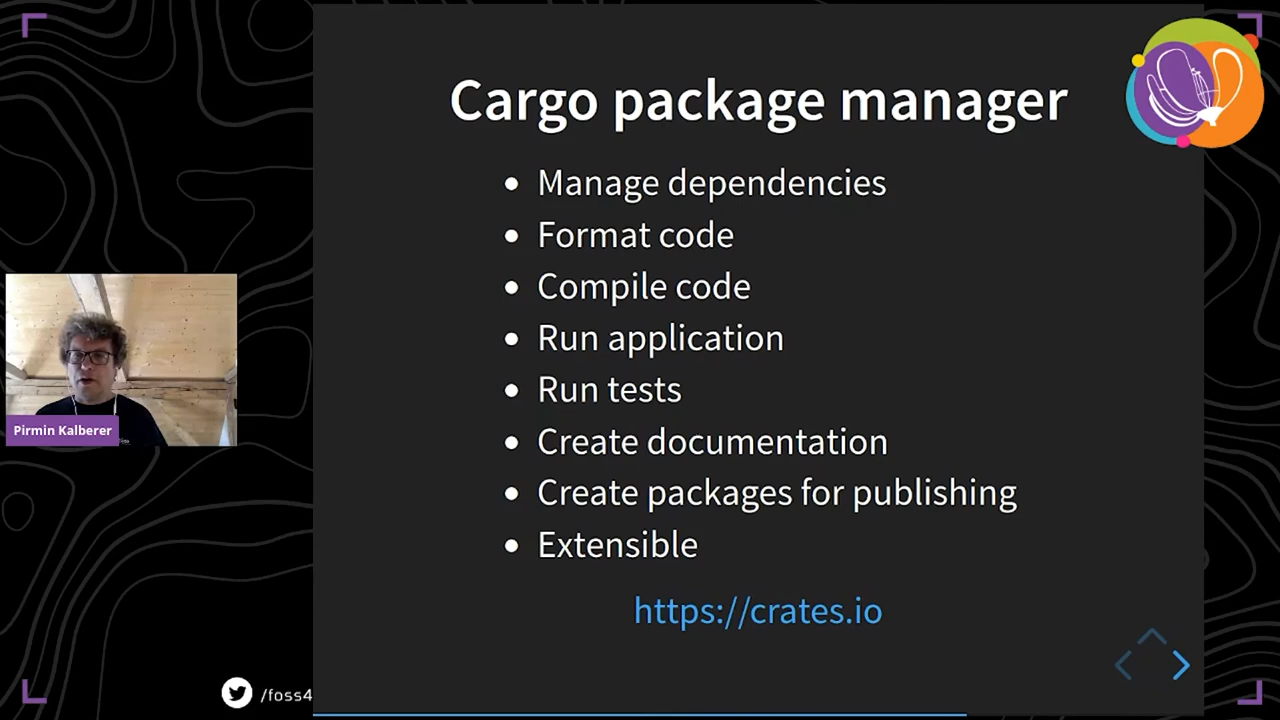 Cargo package manager
Manage dependencies
Format code
Compile code
Run application
Run tests
Create documentation
Create packages for publishing
Extensible
https://crates.io
Pirmin Kalberer
/foss4